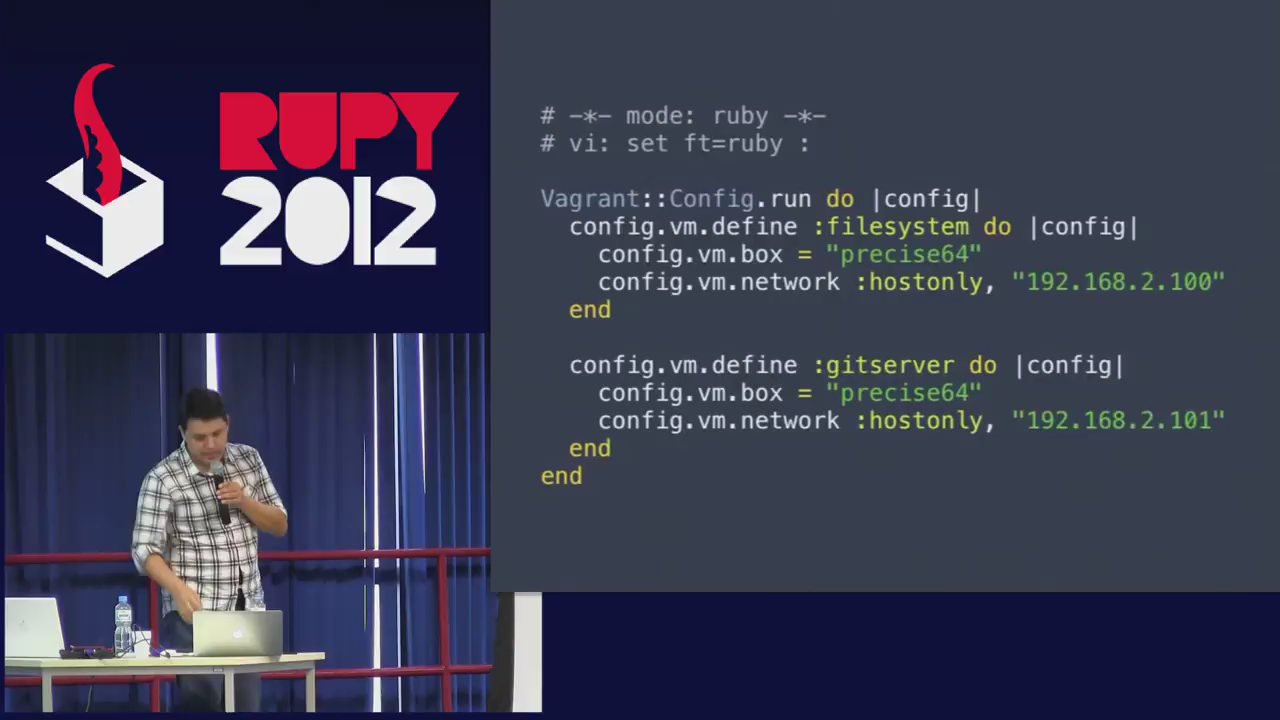 RUPY
2012
# -*- mode: ruby -*-
# vi: set ft=ruby :
Vagrant::Config.run do |config|
  config.vm.define :filesystem do |config|
    config.vm.box = "precise64"
    config.vm.network :hostonly, "192.168.2.100"
  end
  config.vm.define :gitserver do |config|
    config.vm.box = "precise64"
    config.vm.network :hostonly, "192.168.2.101"
  end
end